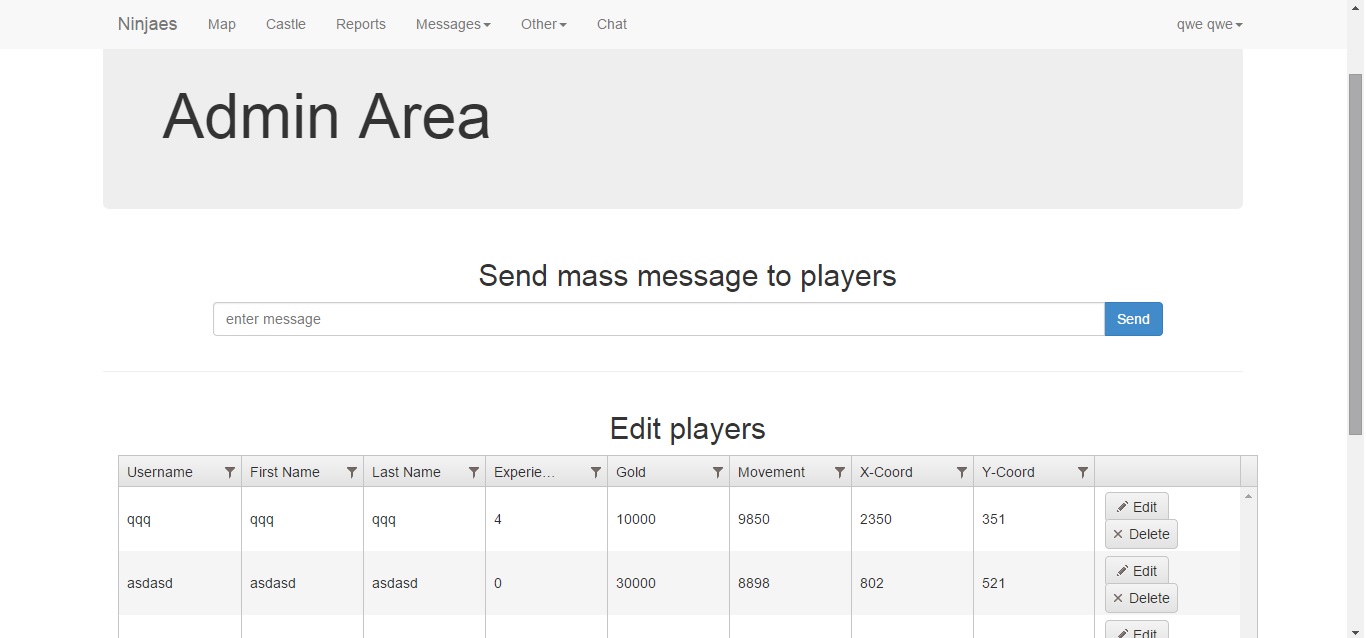 Ninjaes Map Castle Reports Messages Other Chat qwe qwe
Admin Area
Send mass message to players
enter message Send
Edit players
Username First Name Last Name Experie... Gold Movement X-Coord Y-Coord
qqq qqq qqq 4 10000 9850 2350 351 Edit
Delete
asdasd asdasd asdasd 0 30000 8898 802 521 Edit
Delete
Edit